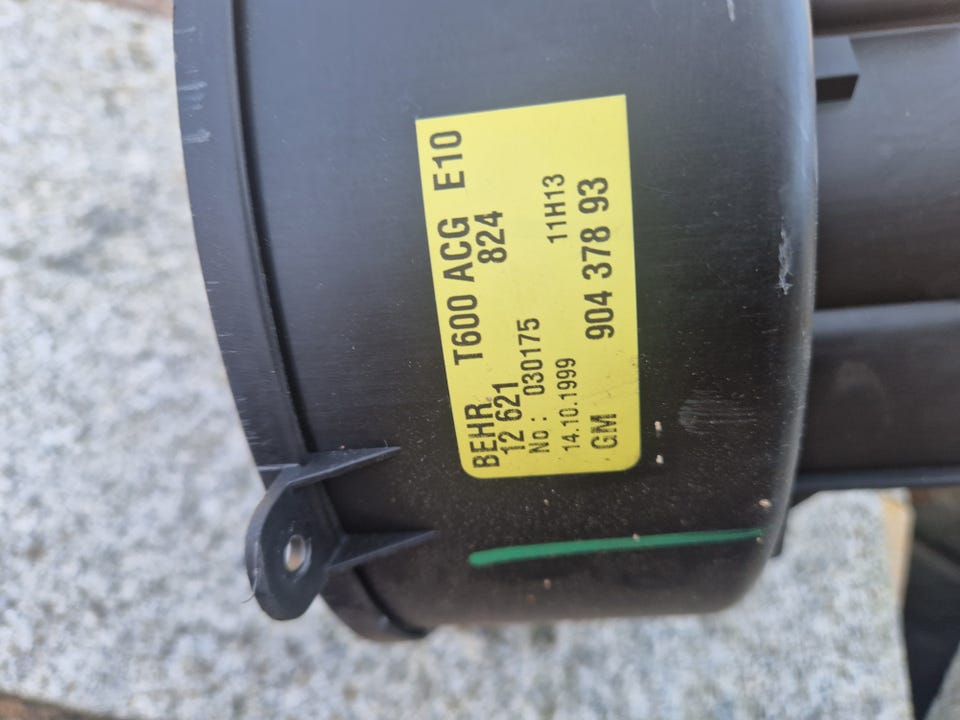 BEHR T600 ACG E10
12 621 824
No: 030175
14.10.1999 11H13
GM 904 378 93